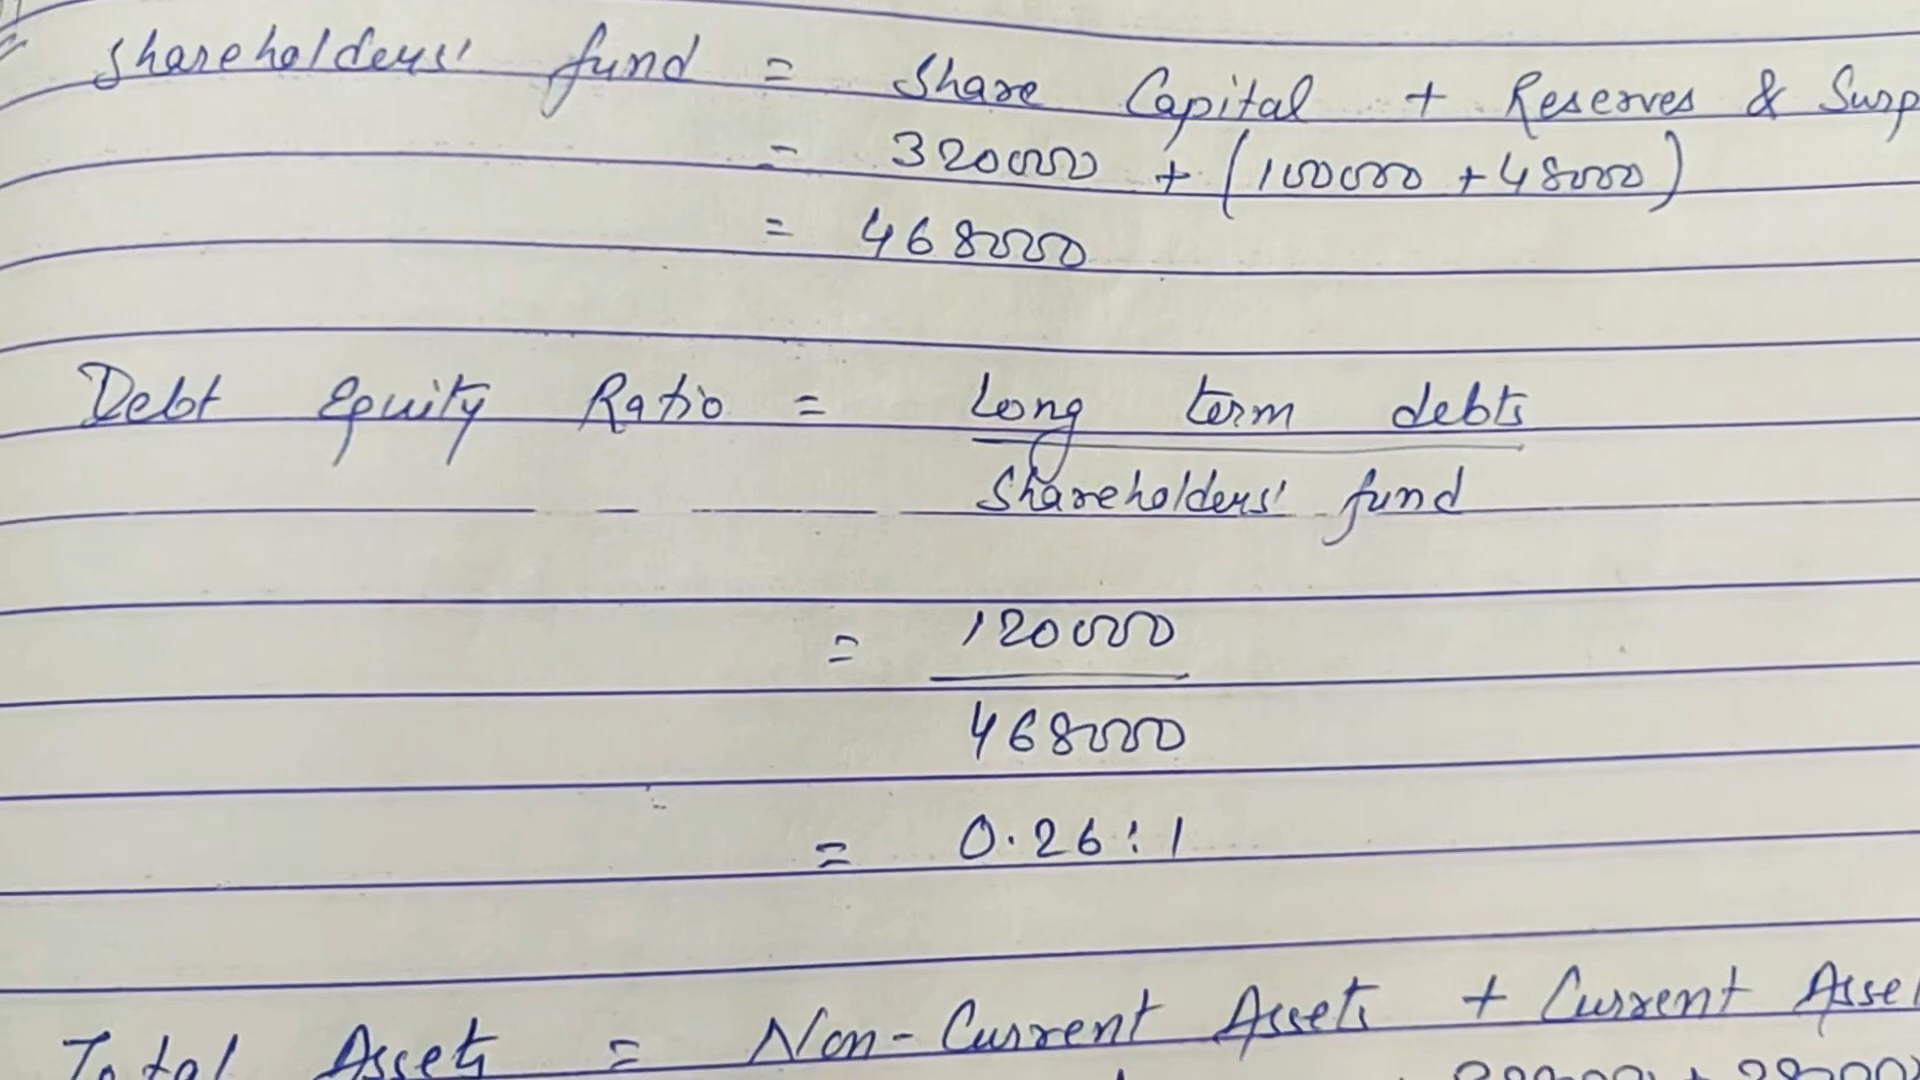 Shareholders' fund = Share Capital + Reserves & Surp
= 320000 + (100000 + 48000)
= 468000
Debt Equity Ratio = Long term debts
Shareholders' fund
= 120000
468000
= 0.26:1
Total Assets = Non-Current Assets + Current Asse